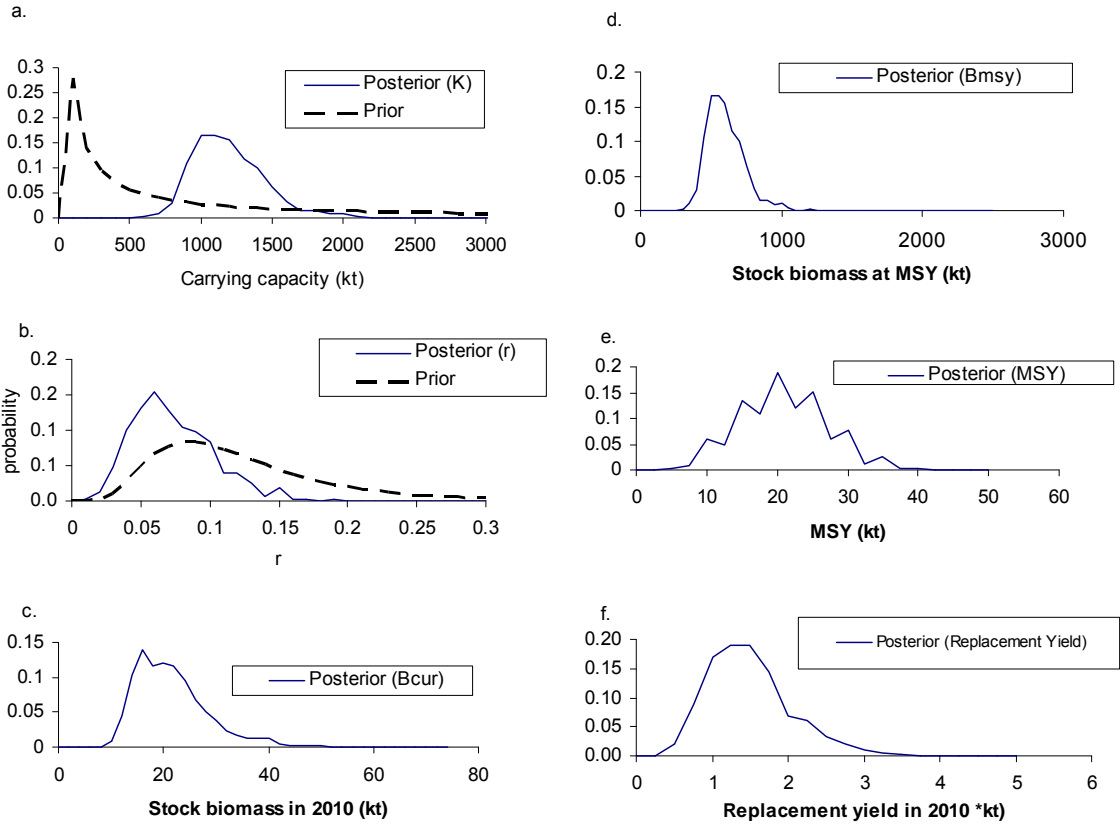 a.
0.3
0.25
0.2
0.15
0.1
0.05
0
Posterior (K)
Prior
0 500 1000 1500 2000 2500 3000
Carrying capacity (kt)
b.
probability
0.2
0.2
0.1
0.1
0.0
Posterior (r)
Prior
0 0.05 0.1 0.15 0.2 0.25 0.3
r
c.
0.15
0.1
0.05
0
Posterior (Bcur)
0 20 40 60 80
Stock biomass in 2010 (kt)
d.
0.2
0.15
0.1
0.05
0
Posterior (Bmsy)
0 1000 2000 3000
Stock biomass at MSY (kt)
e.
0.2
0.15
0.1
0.05
0
Posterior (MSY)
0 10 20 30 40 50 60
MSY (kt)
f.
0.20
0.15
0.10
0.05
0.00
Posterior (Replacement Yield)
0 1 2 3 4 5 6
Replacement yield in 2010 *kt)